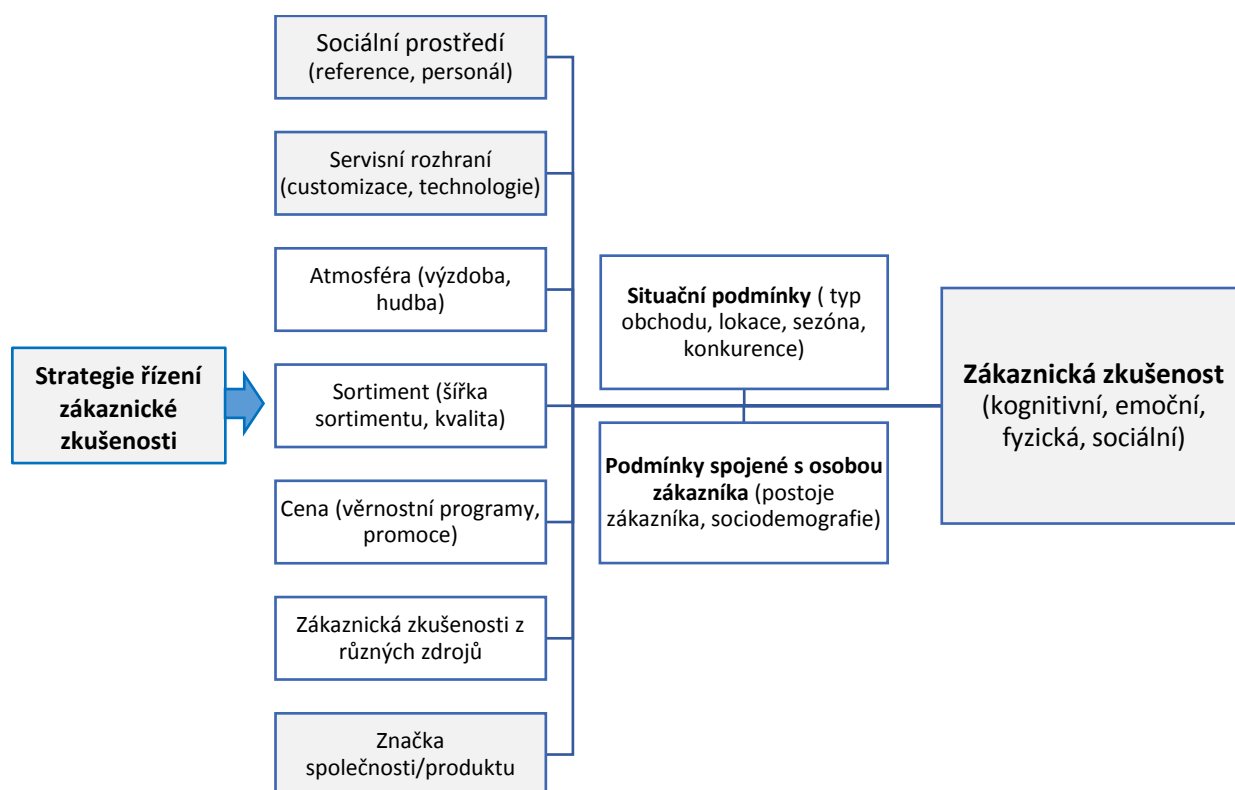 Strategie řízení
zákaznické
zkušenosti
Sociální prostředí
(reference, personál)
Servisní rozhraní
(customizace, technologie)
Atmosféra (výzdoba,
hudba)
Sortiment (šířka
sortimentu, kvalita)
Cena (věrnostní programy,
promoce)
Zákaznická zkušenosti z
různých zdrojů
Značka
společnosti/produktu
Situační podmínky ( typ
obchodu, lokace, sezóna,
konkurence)
Podmínky spojené s osobou
zákazníka (postoje
zákazníka, sociodemografie)
Zákaznická zkušenost
(kognitivní, emoční,
fyzická, sociální)